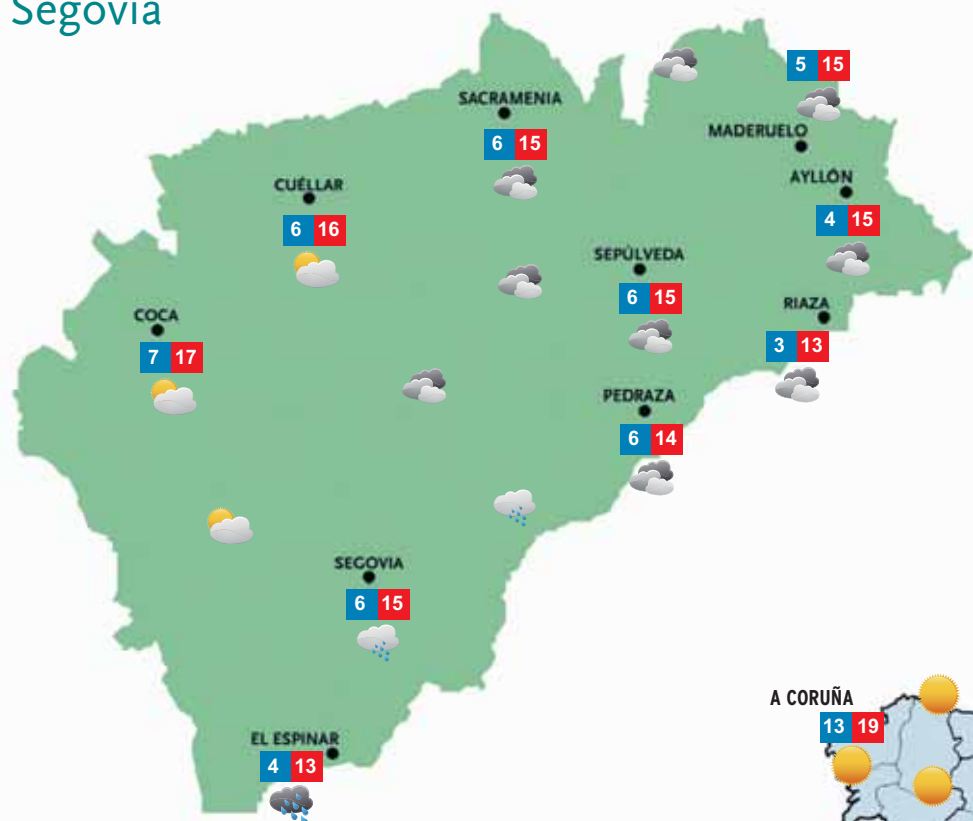 Segovia
5 15
SACRAMENIA
6 15
MADERUELO
AYLLÓN
4 15
CUÉLLAR
6 16
SEPÚLVEDA
6 15
RIAZA
3 13
COCA
7 17
PEDRAZA
6 14
SEGOVIA
6 15
A CORUÑA
13 19
EL ESPINAR
4 13